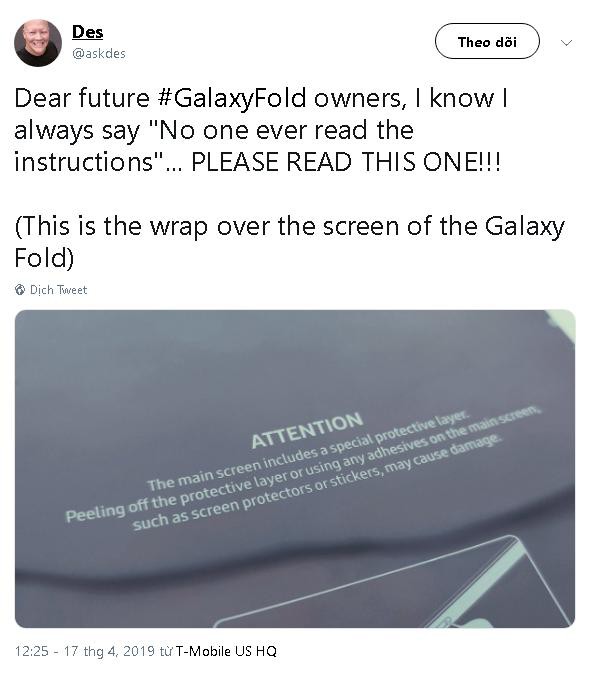 Des
@askdes
Theo dõi
Dear future #GalaxyFold owners, I know I
always say "No one ever read the
instructions"... PLEASE READ THIS ONE!!!
(This is the wrap over the screen of the Galaxy
Fold)
Dịch Tweet
ATTENTION
The main screen includes a special protective layer.
Peeling off the protective layer or using any adhesives on the main screen,
such as screen protectors or stickers, may cause damage.
12:25 - 17 thg 4, 2019 từ T-Mobile US HQ